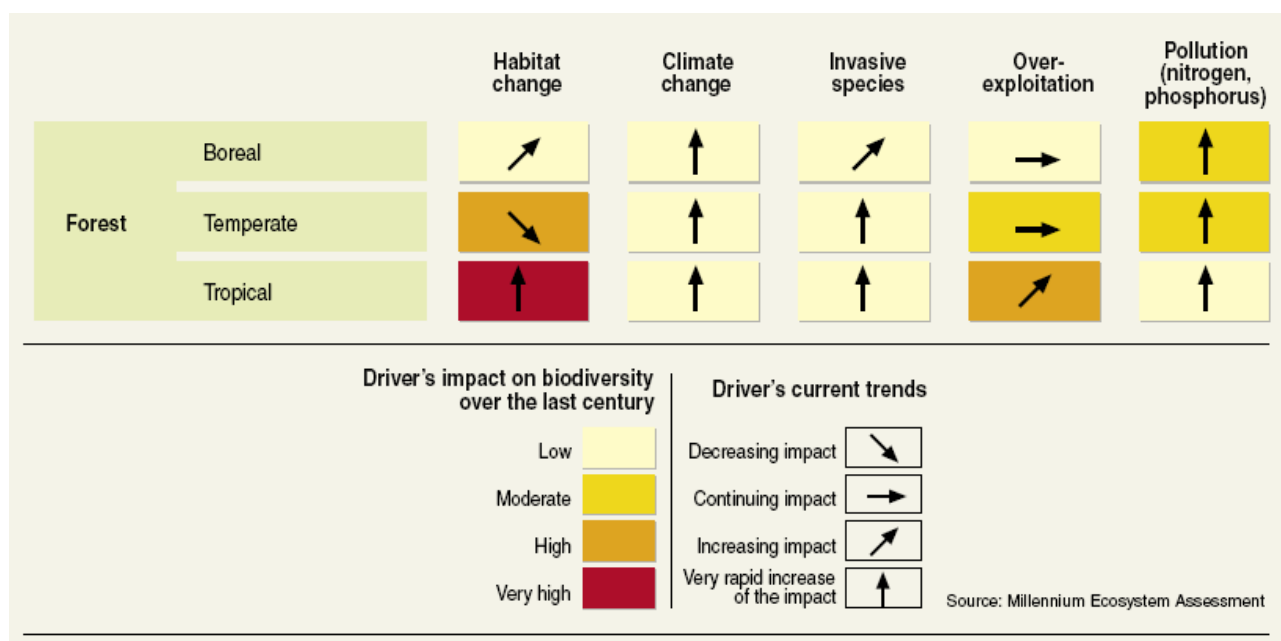 Habitat
change
Climate
change
Invasive
species
Over-
exploitation
Pollution
(nitrogen,
phosphorus)
Forest
Boreal
Temperate
Tropical
Driver's impact on biodiversity
over the last century
Low
Moderate
High
Very high
Driver's current trends
Decreasing impact
Continuing impact
Increasing impact
Very rapid increase
of the impact
Source: Millennium Ecosystem Assessment